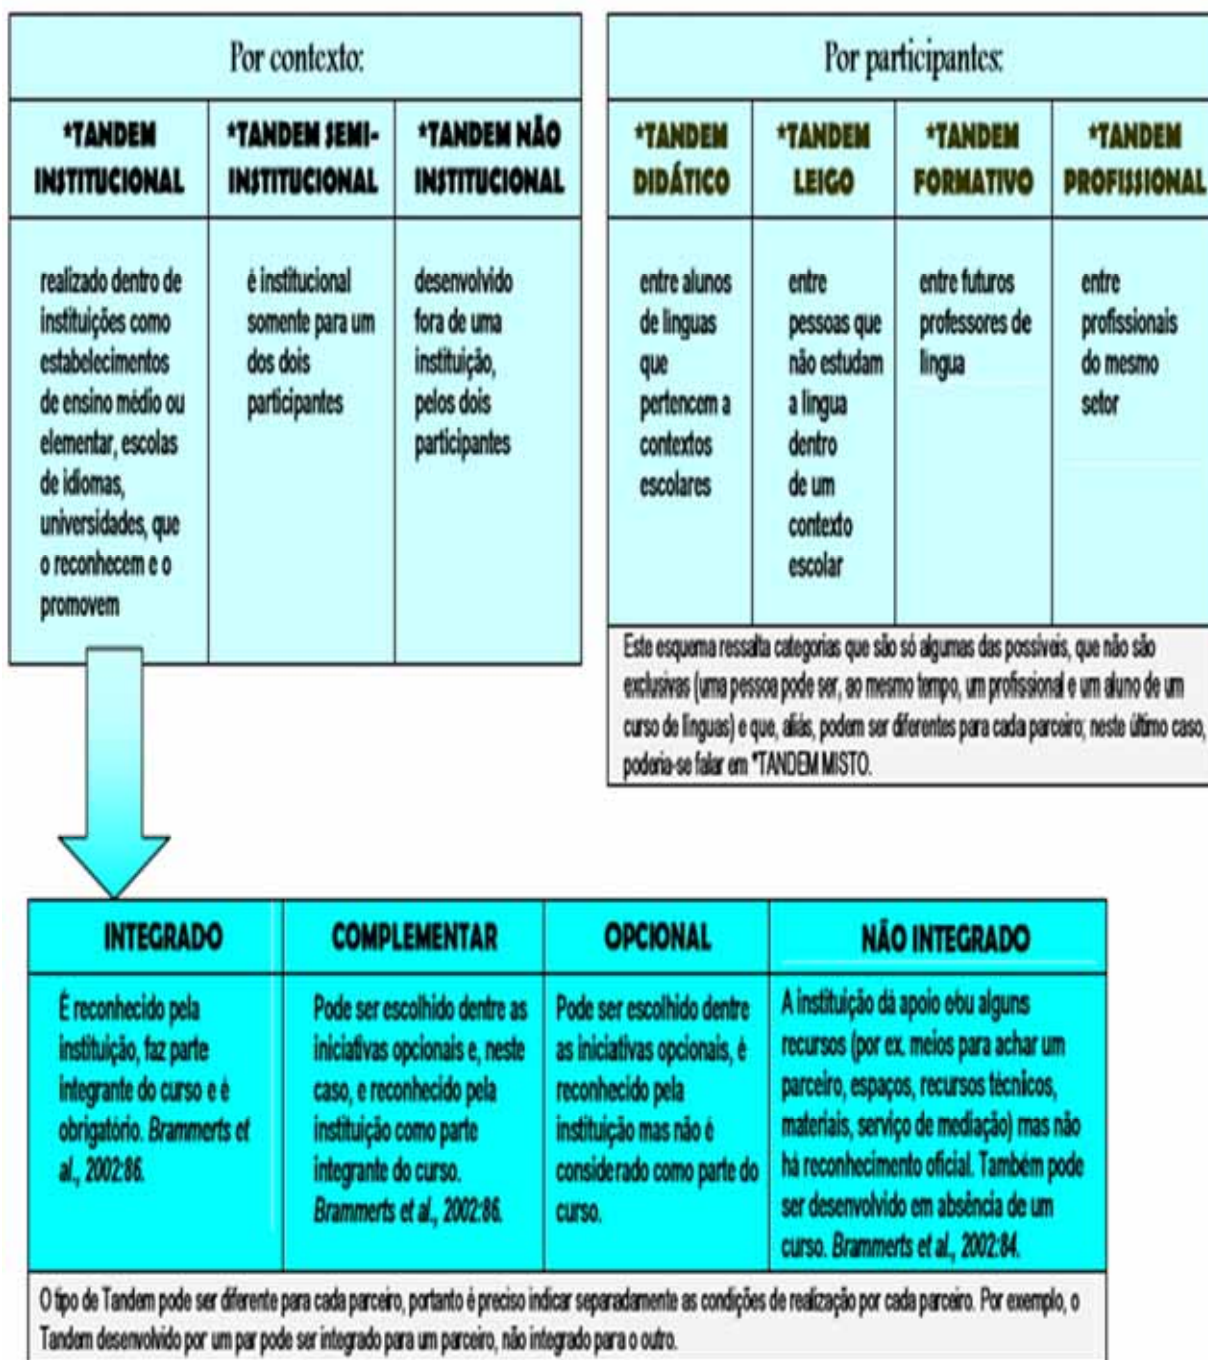 Por contexto:
*TANDEM
INSTITUCIONAL
*TANDEM SEMI-
INSTITUCIONAL
*TANDEM NÃO
INSTITUCIONAL
realizado dentro de
instituições como
estabelecimentos
de ensino médio ou
elementar, escolas
de idiomas,
universidades, que
o reconhecem e o
promovem
é institucional
somente para um
dos dois
participantes
desenvolvido
fora de uma
instituição,
pelos dois
participantes
Por participantes:
*TANDEM
DIDÁTICO
*TANDEM
LEIGO
*TANDEM
FORMATIVO
*TANDEM
PROFISSIONAL
entre alunos
de línguas
que
pertencem a
contextos
escolares
entre
pessoas que
não estudam
a língua
dentro
de um
contexto
escolar
entre futuros
professores de
língua
entre
profissionais
do mesmo
setor
Este esquema ressalta categorias que são só algumas das possíveis, que não são
exclusivas (uma pessoa pode ser, ao mesmo tempo, um profissional e um aluno de um
curso de línguas) e que, aliás, podem ser diferentes para cada parceiro; neste último caso,
poderia-se falar em *TANDEM MISTO.
INTEGRADO
COMPLEMENTAR
OPCIONAL
NÃO INTEGRADO
É reconhecido pela
instituição, faz parte
integrante do curso e é
obrigatório. Brammerts et
al., 2002:86.
Pode ser escolhido dentre as
iniciativas opcionais e, neste
caso, e reconhecido pela
instituição como parte
integrante do curso.
Brammerts et al., 2002:86.
Pode ser escolhido dentre
as iniciativas opcionais, é
reconhecido pela
instituição mas não é
considerado como parte do
curso.
A instituição dá apoio e/ou alguns
recursos (por ex. meios para achar um
parceiro, espaços, recursos técnicos,
materiais, serviço de mediação) mas não
há reconhecimento oficial. Também pode
ser desenvolvido em absência de um
curso. Brammerts et al., 2002:84.
O tipo de Tandem pode ser diferente para cada parceiro, portanto é preciso indicar separadamente as condições de realização por cada parceiro. Por exemplo, o
Tandem desenvolvido por um par pode ser integrado para um parceiro, não integrado para o outro.